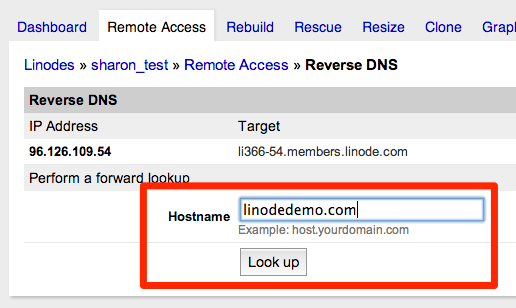 Dashboard Remote Access Rebuild Rescue Resize Clone Grap
Linodes » sharon_test » Remote Access » Reverse DNS
Reverse DNS
IP Address Target
96.126.109.54 li366-54.members.linode.com
Perform a forward lookup
Hostname linodedemo.com
Example: host.yourdomain.com
Look up